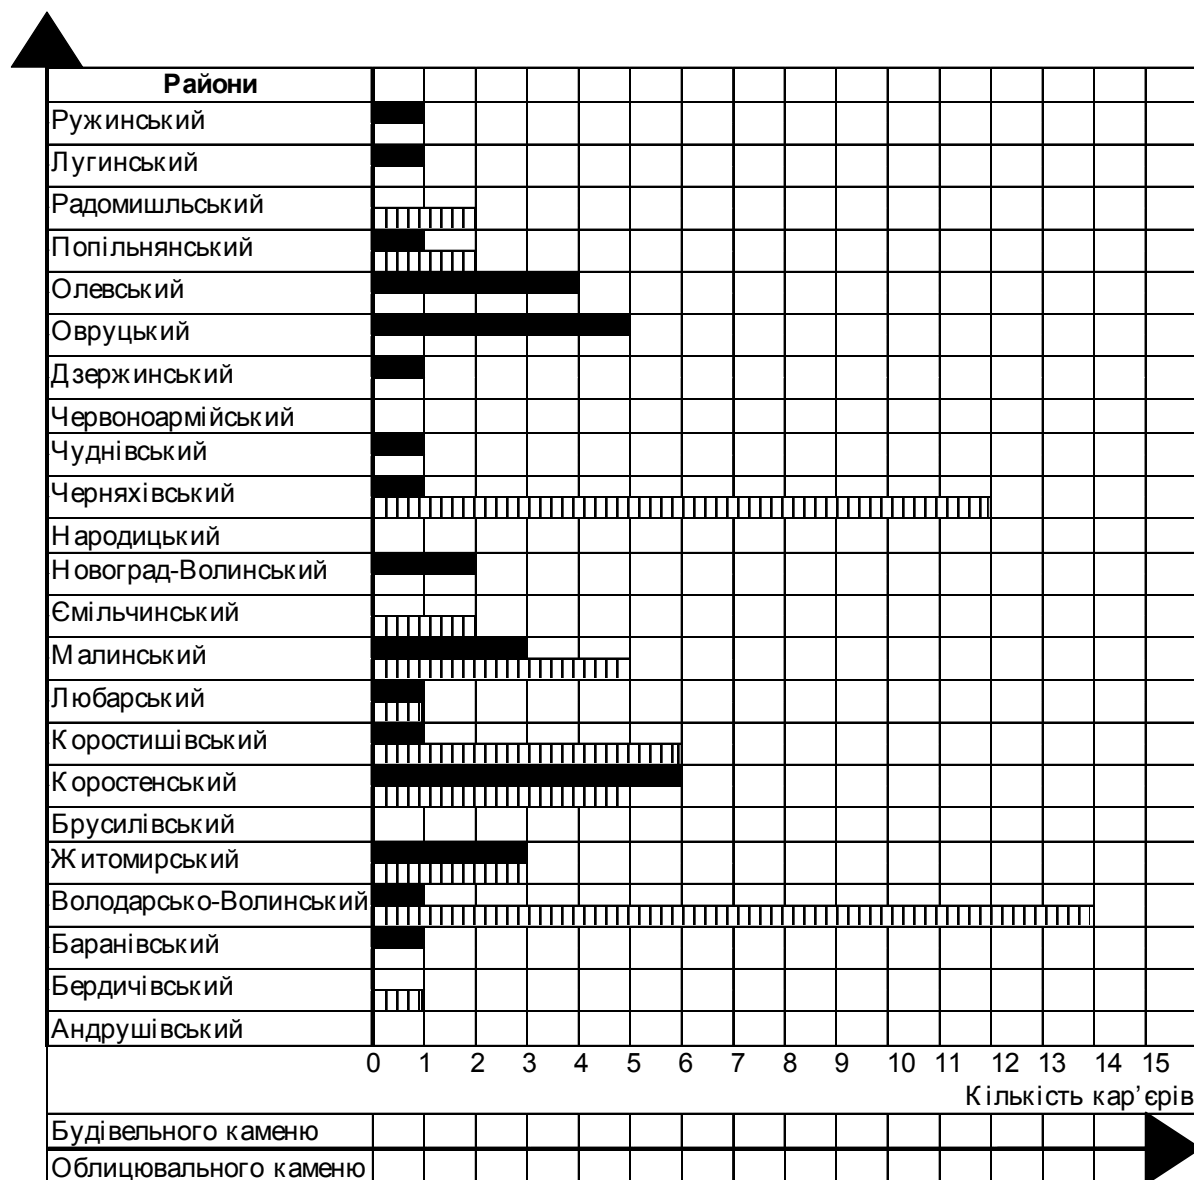 Райони
Ружинський
Лугинський
Радомишльський
Попільнянський
Олевський
Овруцький
Дзержинський
Червоноармійський
Чуднівський
Черняхівський
Народицький
Новоград-Волинський
Ємільчинський
Малинський
Любарський
Коростишівський
Коростенський
Брусилівський
Житомирський
Володарсько-Волинський
Баранівський
Бердичівський
Андрушівський
0 1 2 3 4 5 6 7 8 9 10 11 12 13 14 15
Кількість кар’єрів
Будівельного каменю
Облицювального каменю